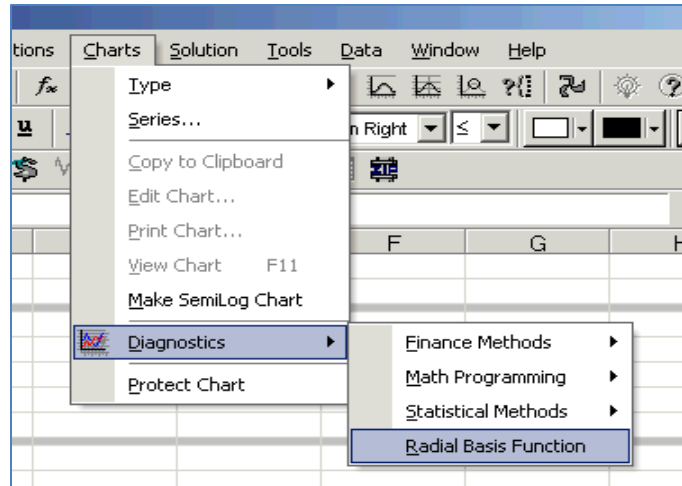 tions Charts Solution Tools Data Window Help
Type
n Right ≤
Series...
Copy to Clipboard
Edit Chart...
Print Chart...
F G H
View Chart F11
Make SemiLog Chart
Diagnostics
Finance Methods
Math Programming
Protect Chart
Statistical Methods
Radial Basis Function